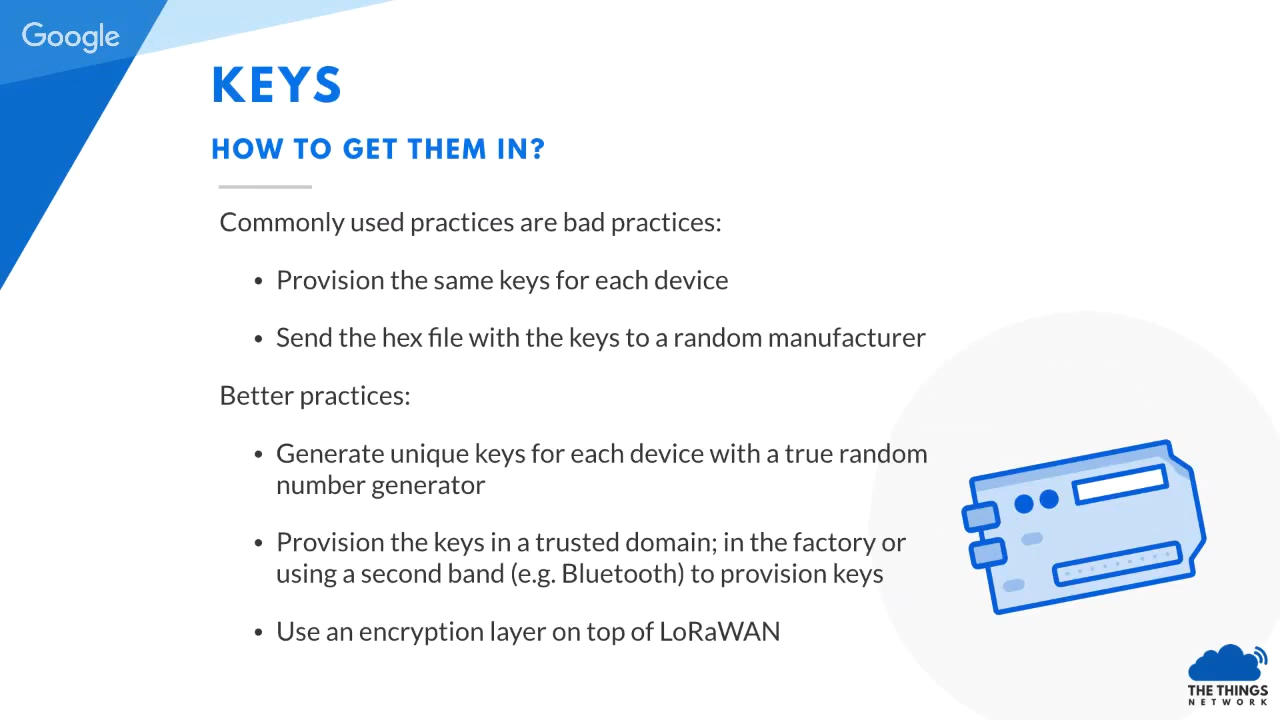 Google
KEYS
HOW TO GET THEM IN?
Commonly used practices are bad practices:
• Provision the same keys for each device
• Send the hex file with the keys to a random manufacturer
Better practices:
• Generate unique keys for each device with a true random
number generator
• Provision the keys in a trusted domain; in the factory or
using a second band (e.g. Bluetooth) to provision keys
• Use an encryption layer on top of LoRaWAN
THE THINGS
NETWORK